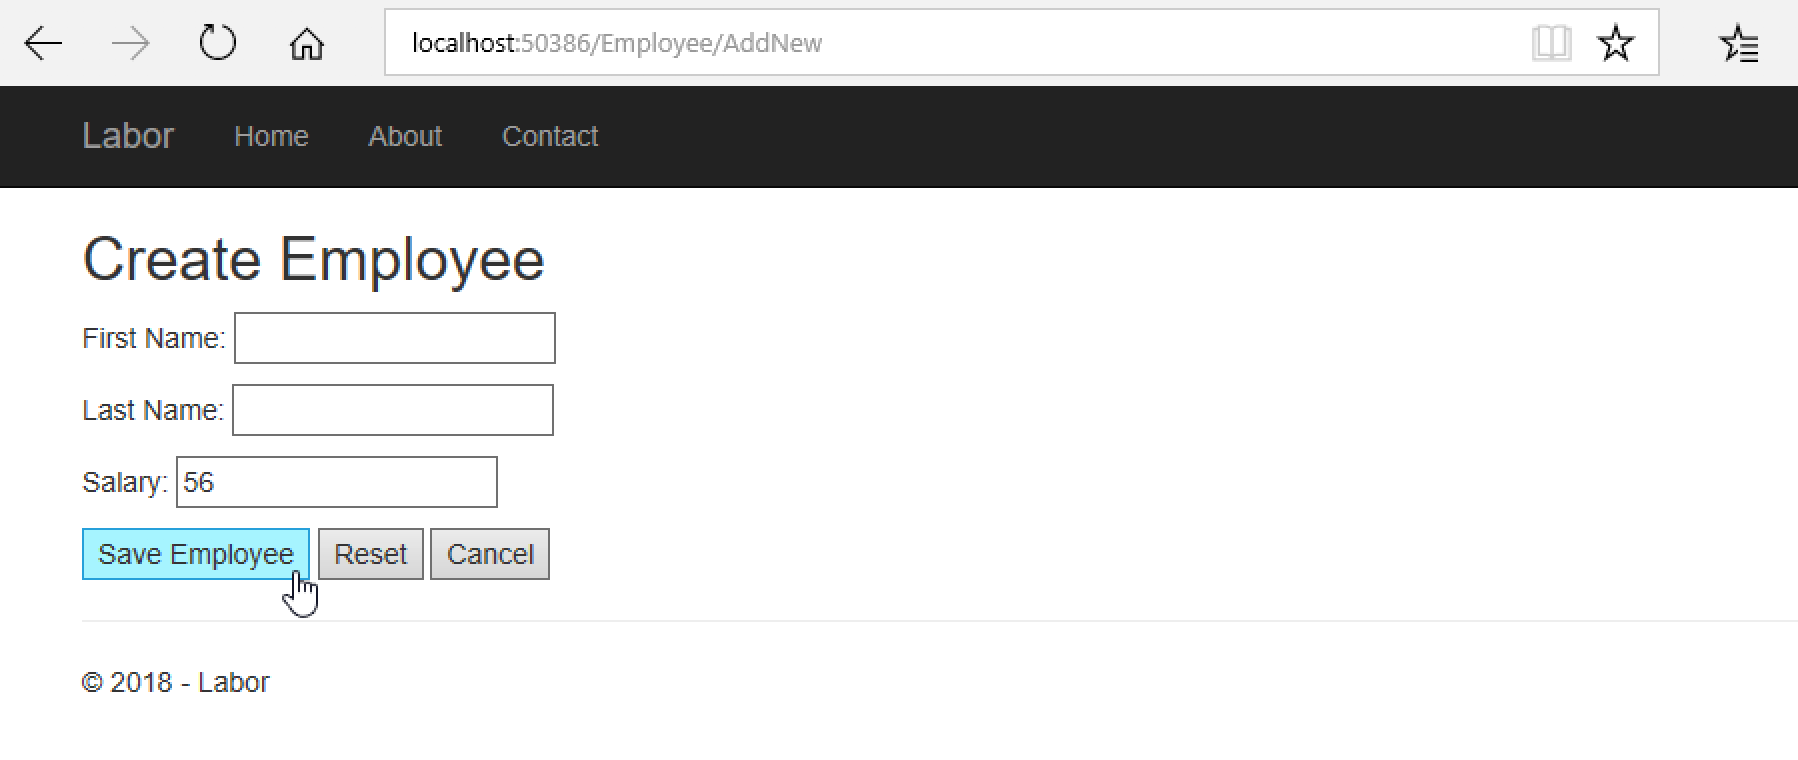 localhost:50386/Employee/AddNew
Labor Home About Contact
Create Employee
First Name:
Last Name:
Salary: 56
Save Employee Reset Cancel
© 2018 - Labor